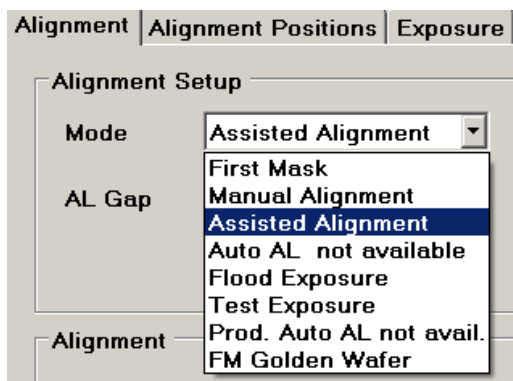 Alignment Alignment Positions Exposure
Alignment Setup
Mode Assisted Alignment
First Mask
AL Gap Manual Alignment
Assisted Alignment
Auto AL not available
Flood Exposure
Test Exposure
Alignment Prod. Auto AL not avail.
FM Golden Wafer